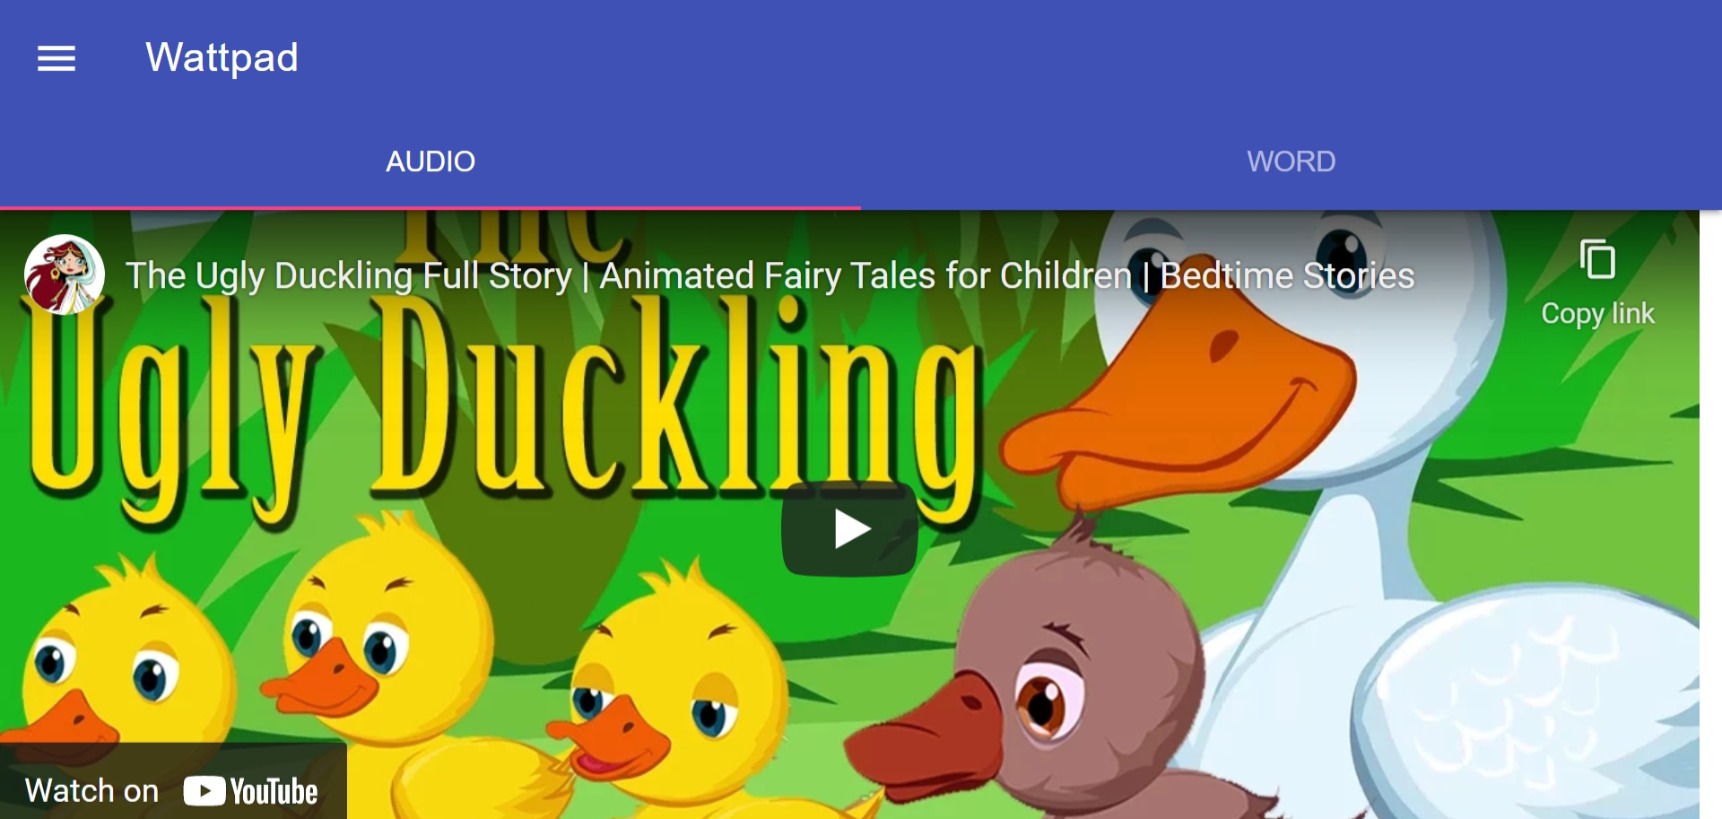 Wattpad
AUDIO
WORD
The
The Ugly Duckling Full Story | Animated Fairy Tales for Children | Bedtime Stories
Copy link
Ugly Duckling
Watch on YouTube